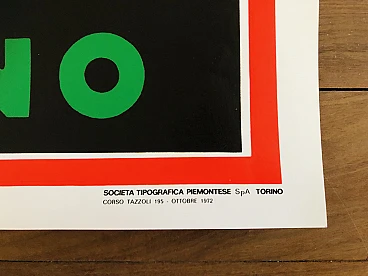 NO
SOCIETA TIPOGRAFICA PIEMONTESE SpA TORINO
CORSO TAZZOLI 195 - OTTOBRE 1972